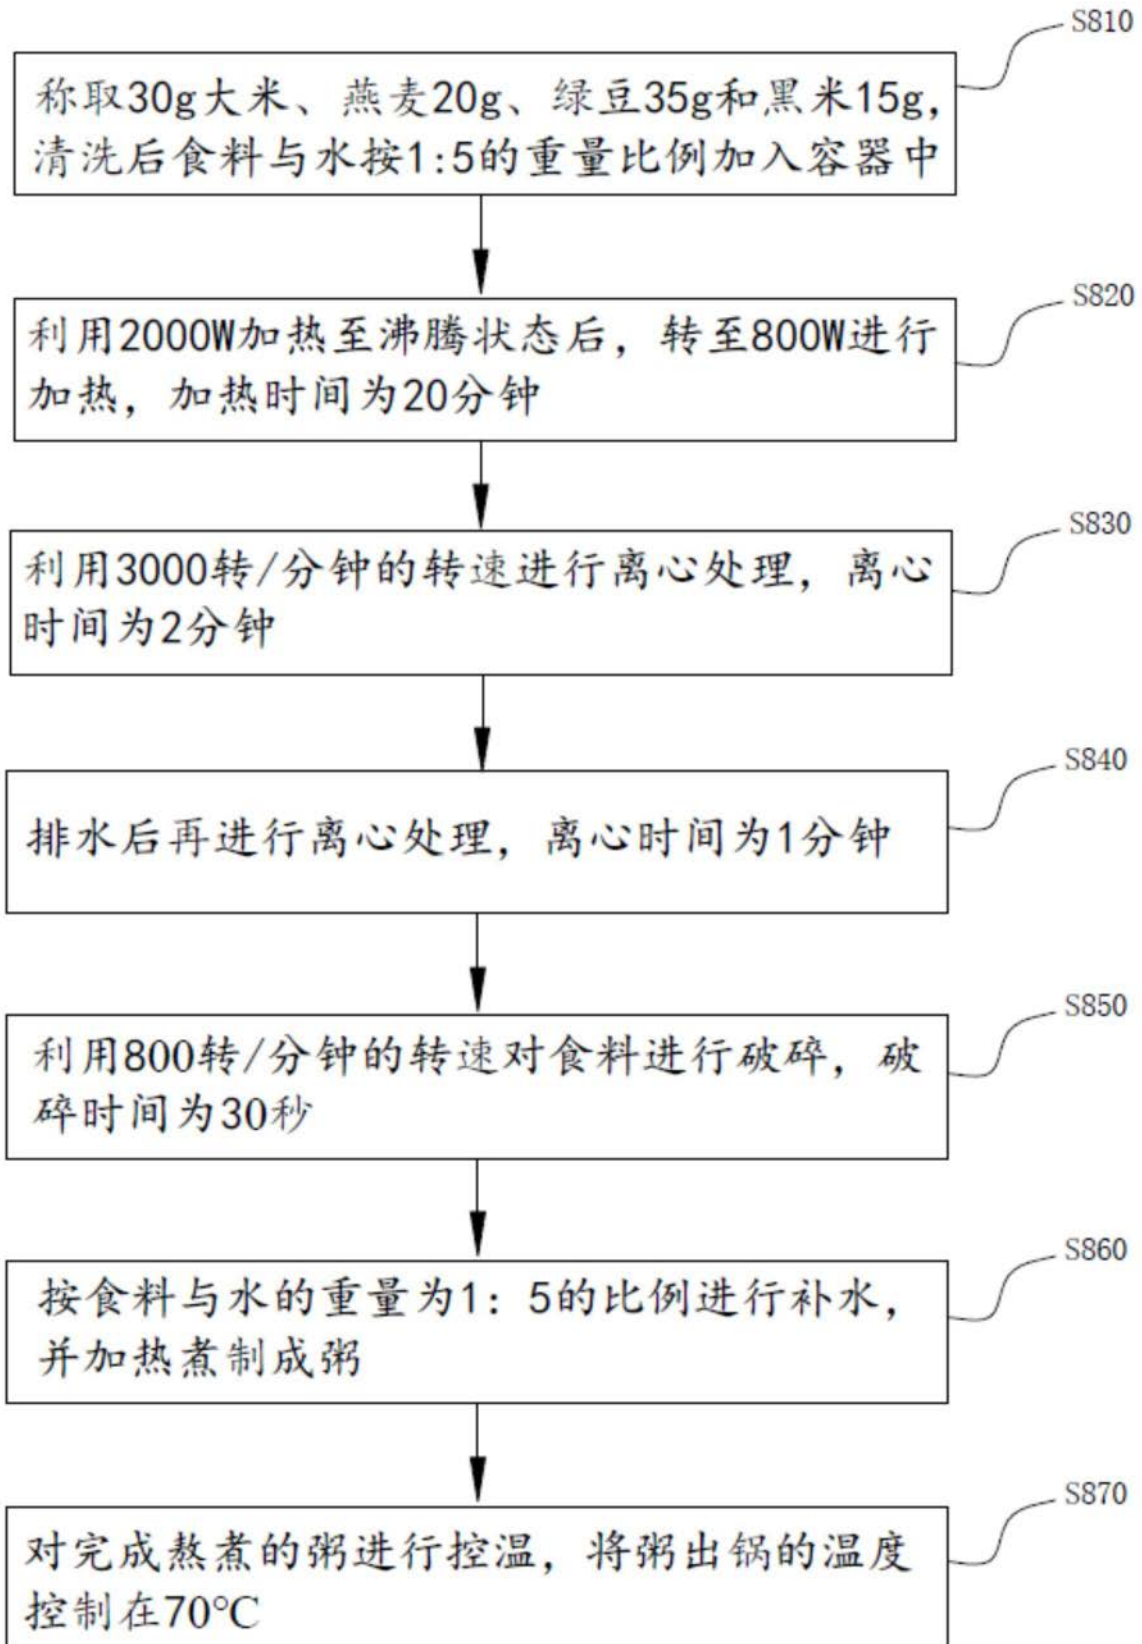 S810
称取30g大米、燕麦20g、绿豆35g和黑米15g,
清洗后食料与水按1:5的重量比例加入容器中
S820
利用2000W加热至沸腾状态后，转至800W进行
加热，加热时间为20分钟
S830
利用3000转/分钟的转速进行离心处理，离心
时间为2分钟
S840
排水后再进行离心处理，离心时间为1分钟
S850
利用800转/分钟的转速对食料进行破碎，破
碎时间为30秒
S860
按食料与水的重量为1：5的比例进行补水，
并加热煮制成粥
S870
对完成熬煮的粥进行控温，将粥出锅的温度
控制在70℃